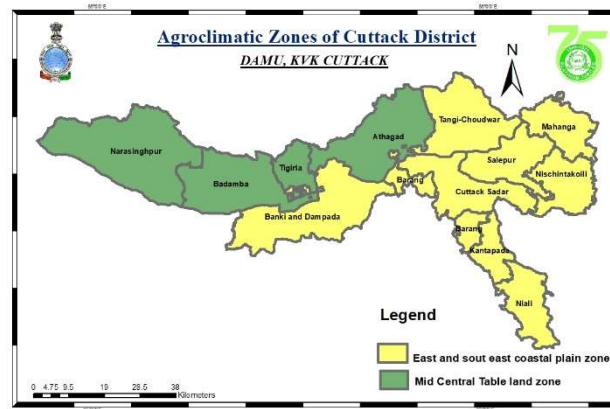 Agroclimatic Zones of Cuttack District
DAMU, KVK CUTTACK
75
N
Narasinghpur
Badamba
Tigiria
Athagad
Banki and Dampada
Tangi-Choudwar
Mahanga
Salepur
Nischintakoili
Barang
Cuttack Sadar
Barang
Kantapada
Niali
Legend
East and sout east coastal plain zone
Mid Central Table land zone
0 4.75 9.5 19 28.5 38
Kilometers